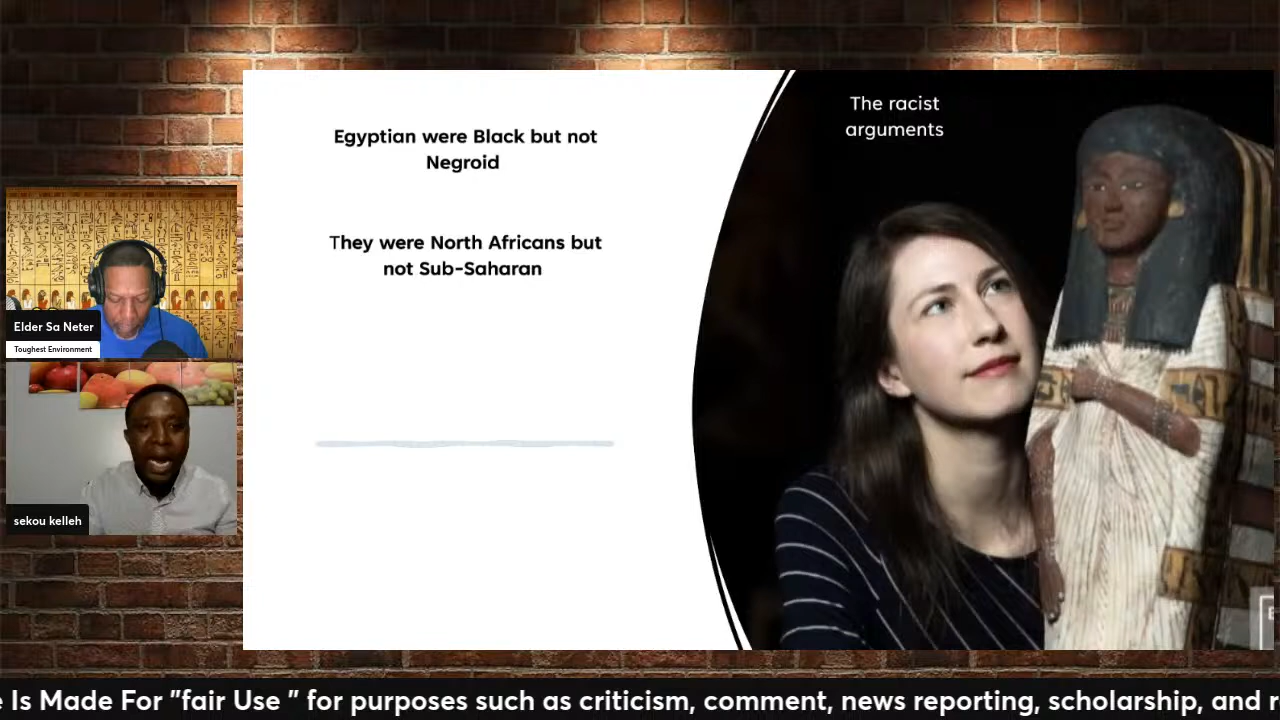 The racist
arguments
Egyptian were Black but not
Negroid
They were North Africans but
not Sub-Saharan
Elder Sa Neter
Toughest Environment
sekou kelleh
Is Made For "fair Use " for purposes such as criticism, comment, news reporting, scholarship, and